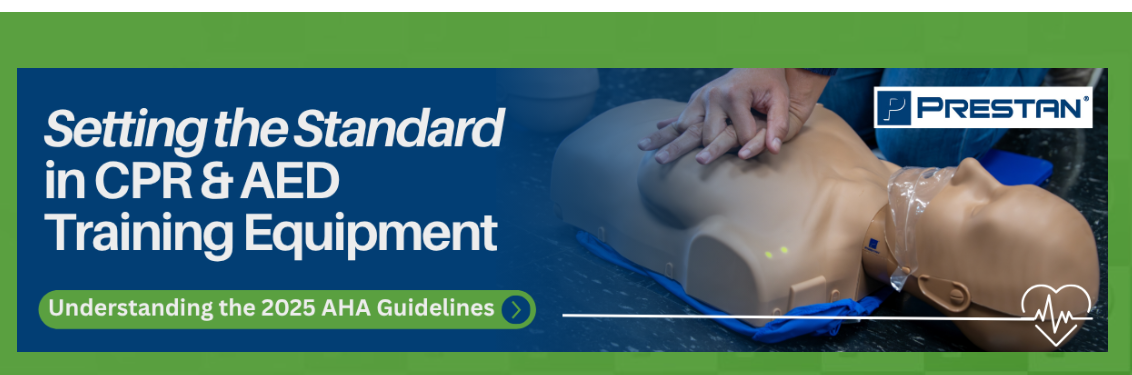 Setting the Standard
in CPR & AED
Training Equipment
Understanding the 2025 AHA Guidelines
PRESTAN®